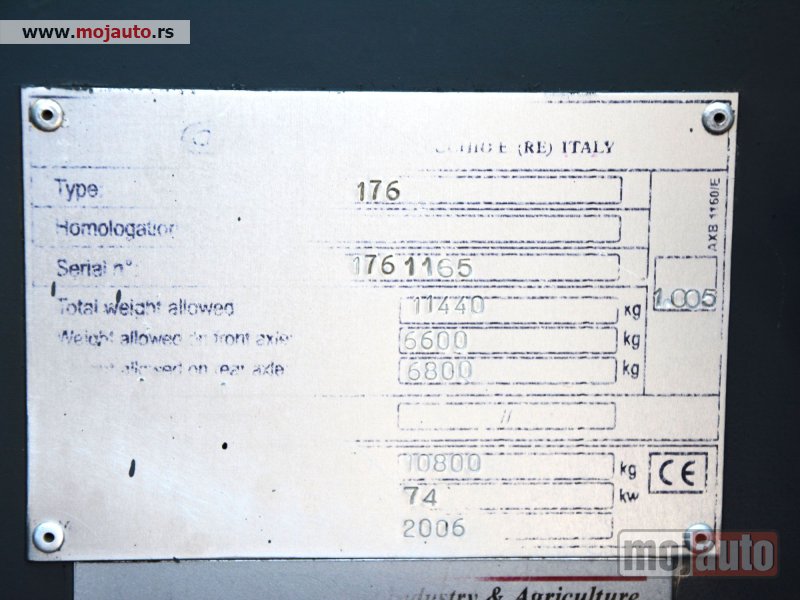 www.mojauto.rs
(RE) ITALY
Type: 176
Homologation
Serial n°: 176 1165
AXB 1160/E
1.005
Total weight allowed 11440 kg
Weight allowed on front axle: 6600 kg
allowed on rear axle 6800 kg
//
10800 kg
CE
74 kw
2006
mojauto
Industry & Agriculture